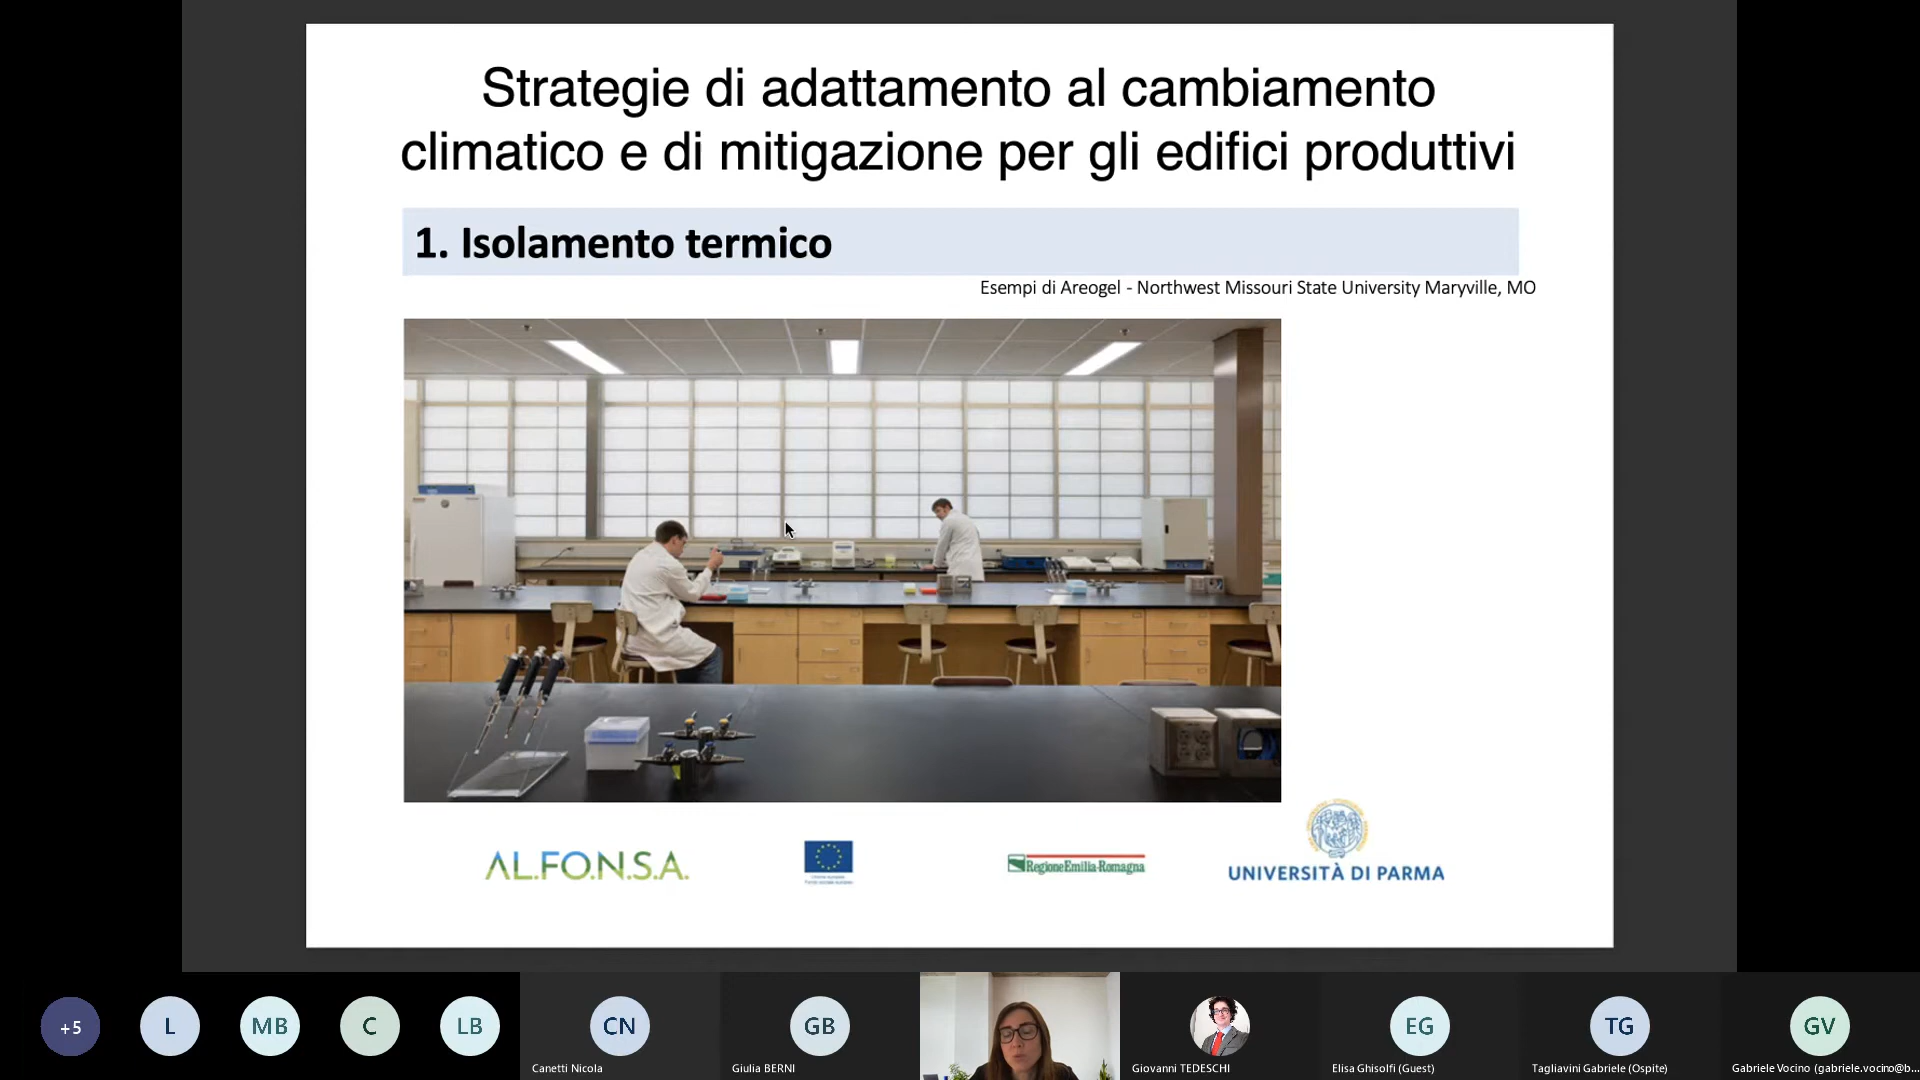 Strategie di adattamento al cambiamento
climatico e di mitigazione per gli edifici produttivi
1. Isolamento termico
Esempi di Areogel - Northwest Missouri State University Maryville, MO
AL.FO.N.S.A.
RegioneEmilia-Romagna
UNIVERSITÀ DI PARMA
+5
L
MB
C
LB
CN
GB
EG
TG
GV
Canetti Nicola
Giulia BERNI
Giovanni TEDESCHI
Elisa Ghisolfi (Guest)
Tagliavini Gabriele (Ospite)
Gabriele Vocino (gabriele.vocino@b...